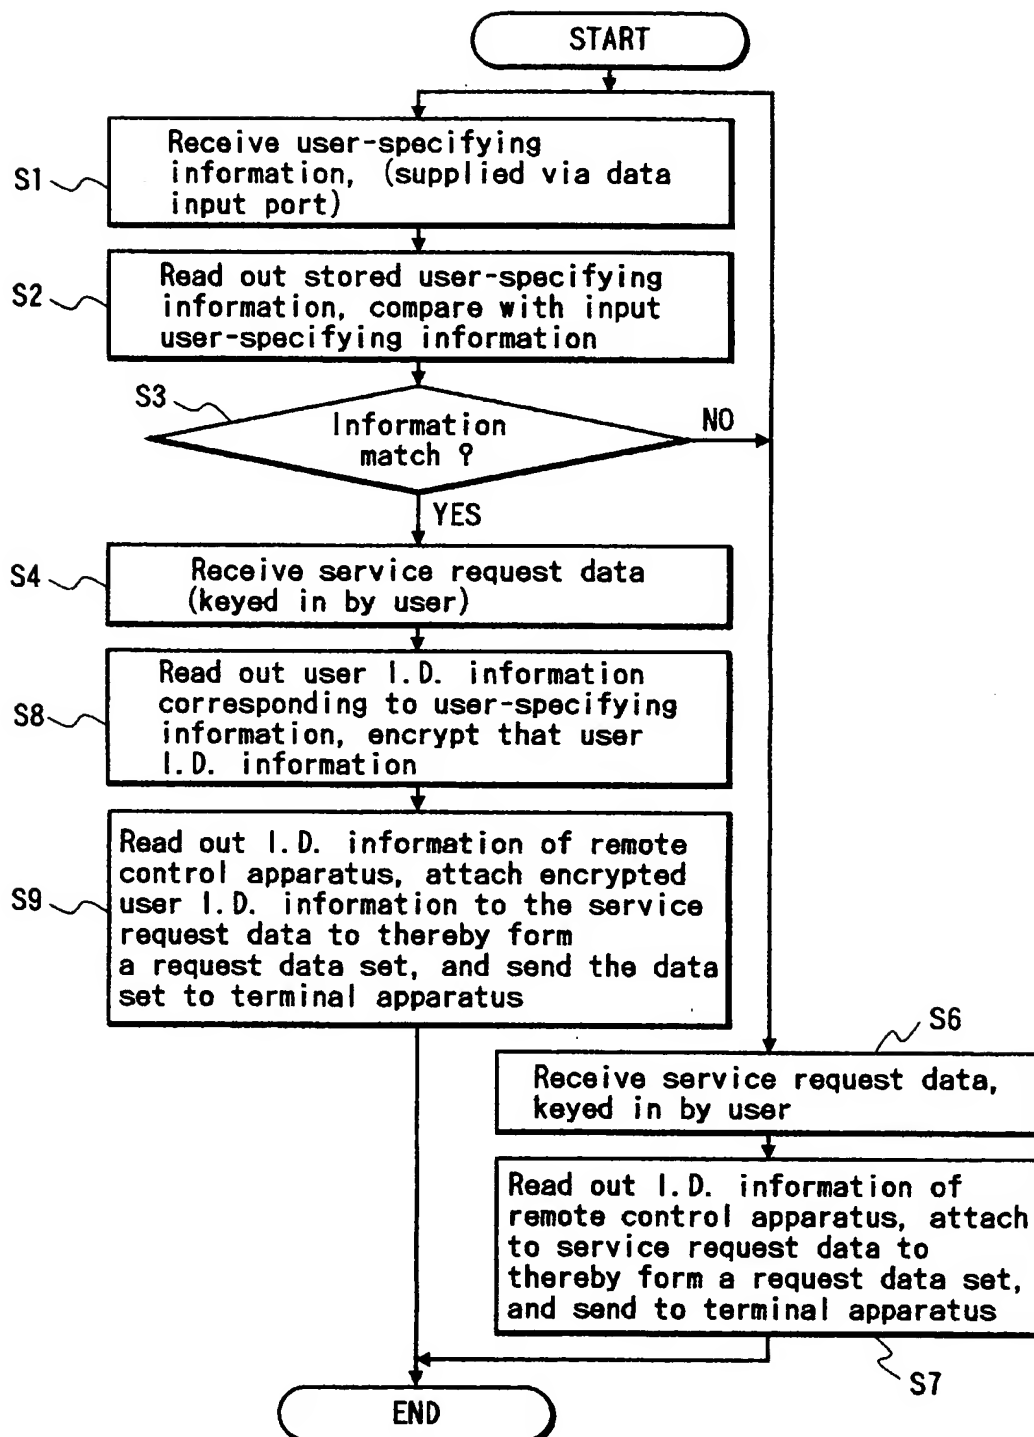 START
S1
Receive user-specifying
information, (supplied via data
input port)
S2
Read out stored user-specifying
information, compare with input
user-specifying information
S3
Information
match ?
NO
YES
S4
Receive service request data
(keyed in by user)
S8
Read out user I.D. information
corresponding to user-specifying
information, encrypt that user
I.D. information
S9
Read out I.D. information of remote
control apparatus, attach encrypted
user I.D. information to the service
request data to thereby form
a request data set, and send the data
set to terminal apparatus
S6
Receive service request data,
keyed in by user
Read out I.D. information of
remote control apparatus, attach
to service request data to
thereby form a request data set,
and send to terminal apparatus
S7
END